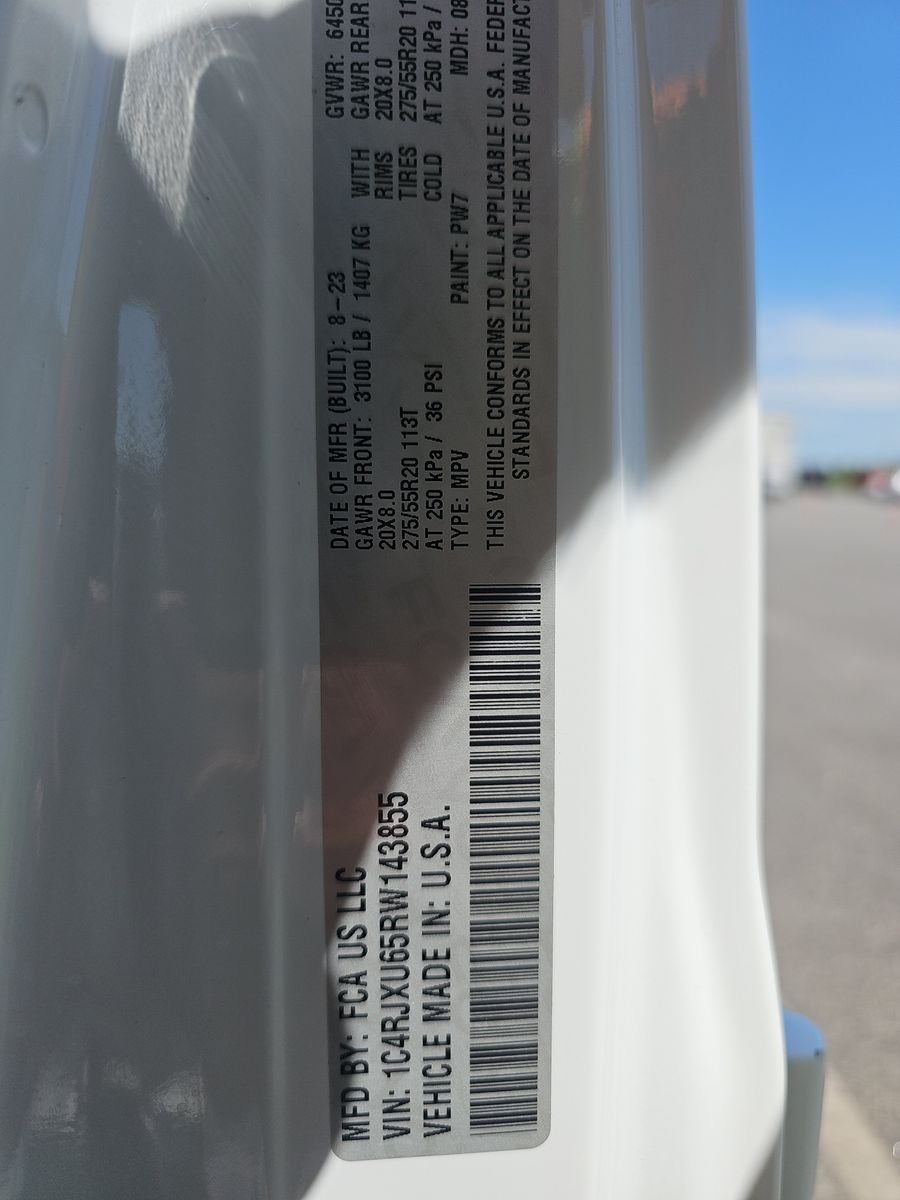 MFD BY: FCA US LLC
VIN: 1C4RJXU65RW143855
VEHICLE MADE IN: U.S.A.
DATE OF MFR (BUILT): 8-23 GVWR: 6450
GAWR FRONT: 3100 LB / 1407 KG WITH GAWR REAR
20X8.0 RIMS 20X8.0
275/55R20 113T TIRES 275/55R20 11
AT 250 kPa / 36 PSI COLD AT 250 kPa /
TYPE: MPV PAINT: PW7 MDH: 08
THIS VEHICLE CONFORMS TO ALL APPLICABLE U.S.A. FEDER
STANDARDS IN EFFECT ON THE DATE OF MANUFACT